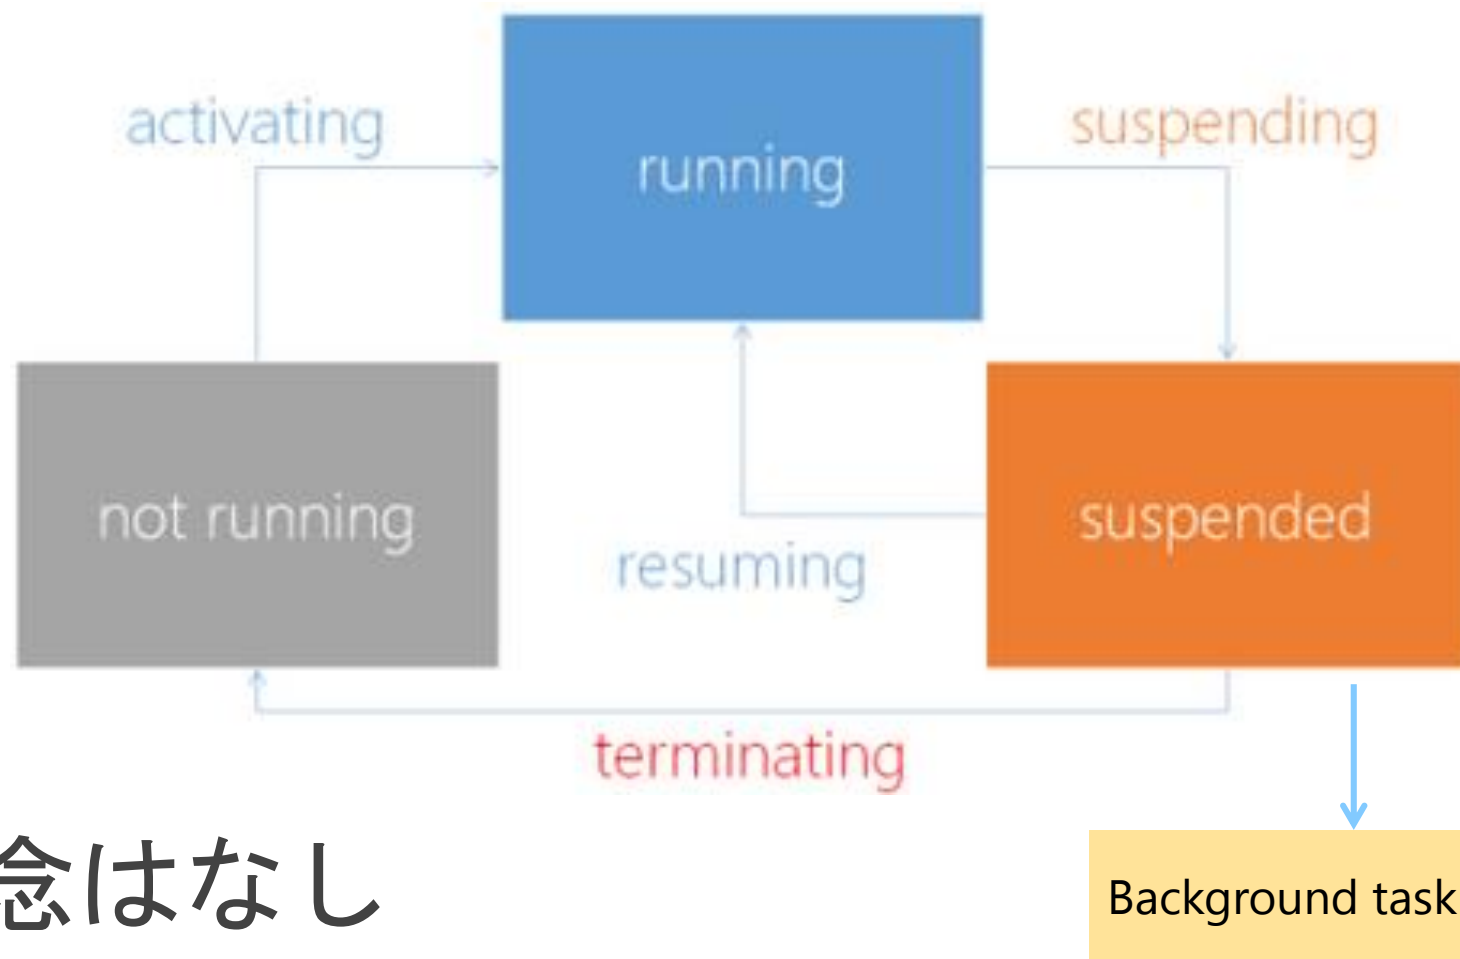 activating
suspending
running
not running
suspended
resuming
terminating
念はなし
Background task